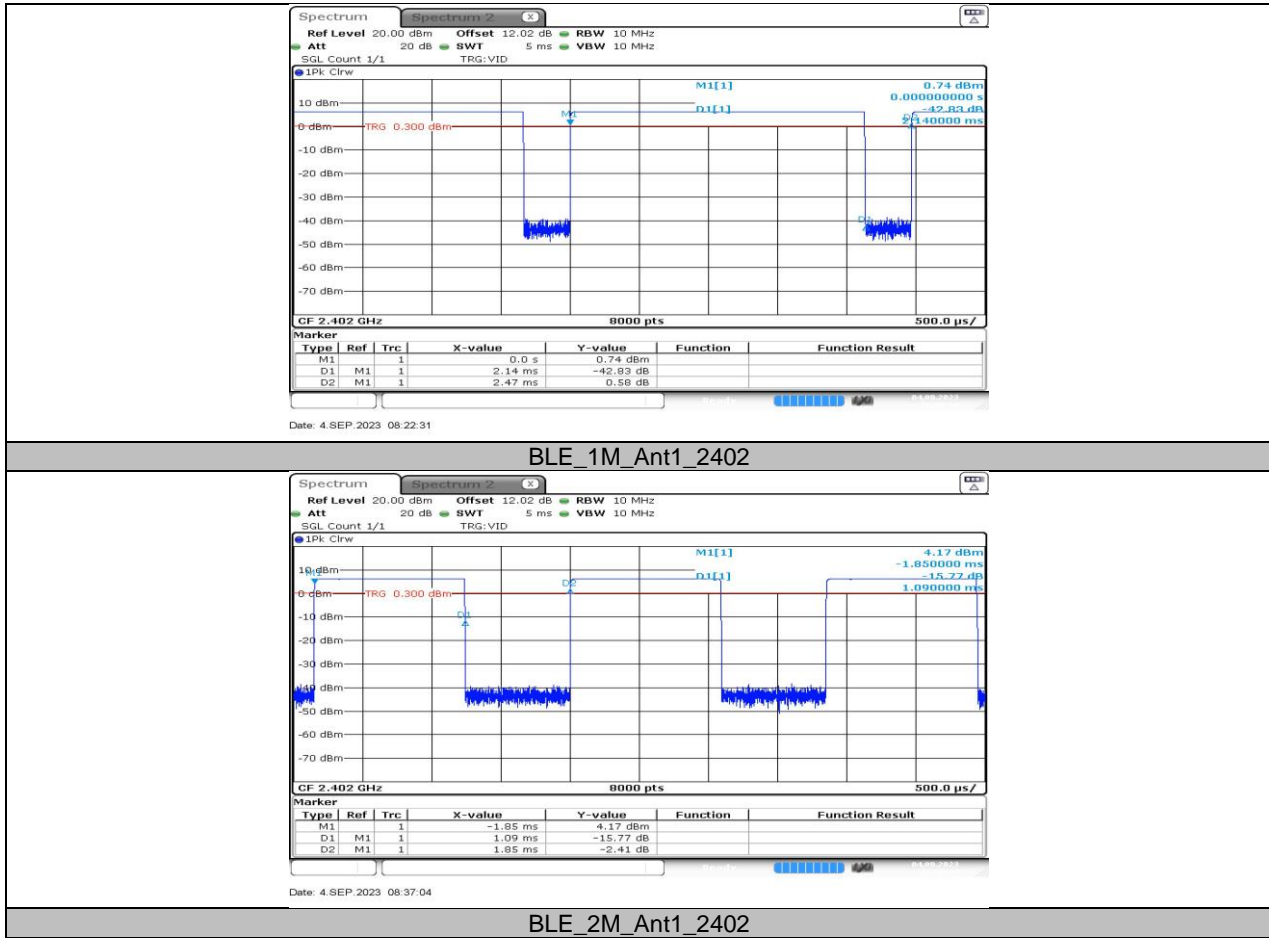 Spectrum Spectrum 2 X
Ref Level 20.00 dBm Offset 12.02 dB RBW 10 MHz
Att 20 dB SWT 5 ms VBW 10 MHz
SGL Count 1/1 TRG:VID
1Pk Clrw
M1[1] 0.74 dBm
0.000000000 s
D1[1] -42.83 dB
2.140000 ms
10 dBm
M1
D2
0 dBm TRG 0.300 dBm
-10 dBm
-20 dBm
-30 dBm
-40 dBm
D1
-50 dBm
-60 dBm
-70 dBm
CF 2.402 GHz 8000 pts 500.0 µs/
Marker
Type Ref Trc X-value Y-value Function Function Result
M1 1 0.0 s 0.74 dBm
D1 M1 1 2.14 ms -42.83 dB
D2 M1 1 2.47 ms 0.58 dB
Date: 4.SEP.2023 08:22:31
BLE_1M_Ant1_2402
Spectrum Spectrum 2 X
Ref Level 20.00 dBm Offset 12.02 dB RBW 10 MHz
Att 20 dB SWT 5 ms VBW 10 MHz
SGL Count 1/1 TRG:VID
1Pk Clrw
M1[1] 4.17 dBm
-1.850000 ms
D1[1] -15.77 dB
1.090000 ms
10 dBm
M1
D2
0 dBm TRG 0.300 dBm
D1
-10 dBm
-20 dBm
-30 dBm
-40 dBm
-50 dBm
-60 dBm
-70 dBm
CF 2.402 GHz 8000 pts 500.0 µs/
Marker
Type Ref Trc X-value Y-value Function Function Result
M1 1 -1.85 ms 4.17 dBm
D1 M1 1 1.09 ms -15.77 dB
D2 M1 1 1.85 ms -2.41 dB
Date: 4.SEP.2023 08:37:04
BLE_2M_Ant1_2402